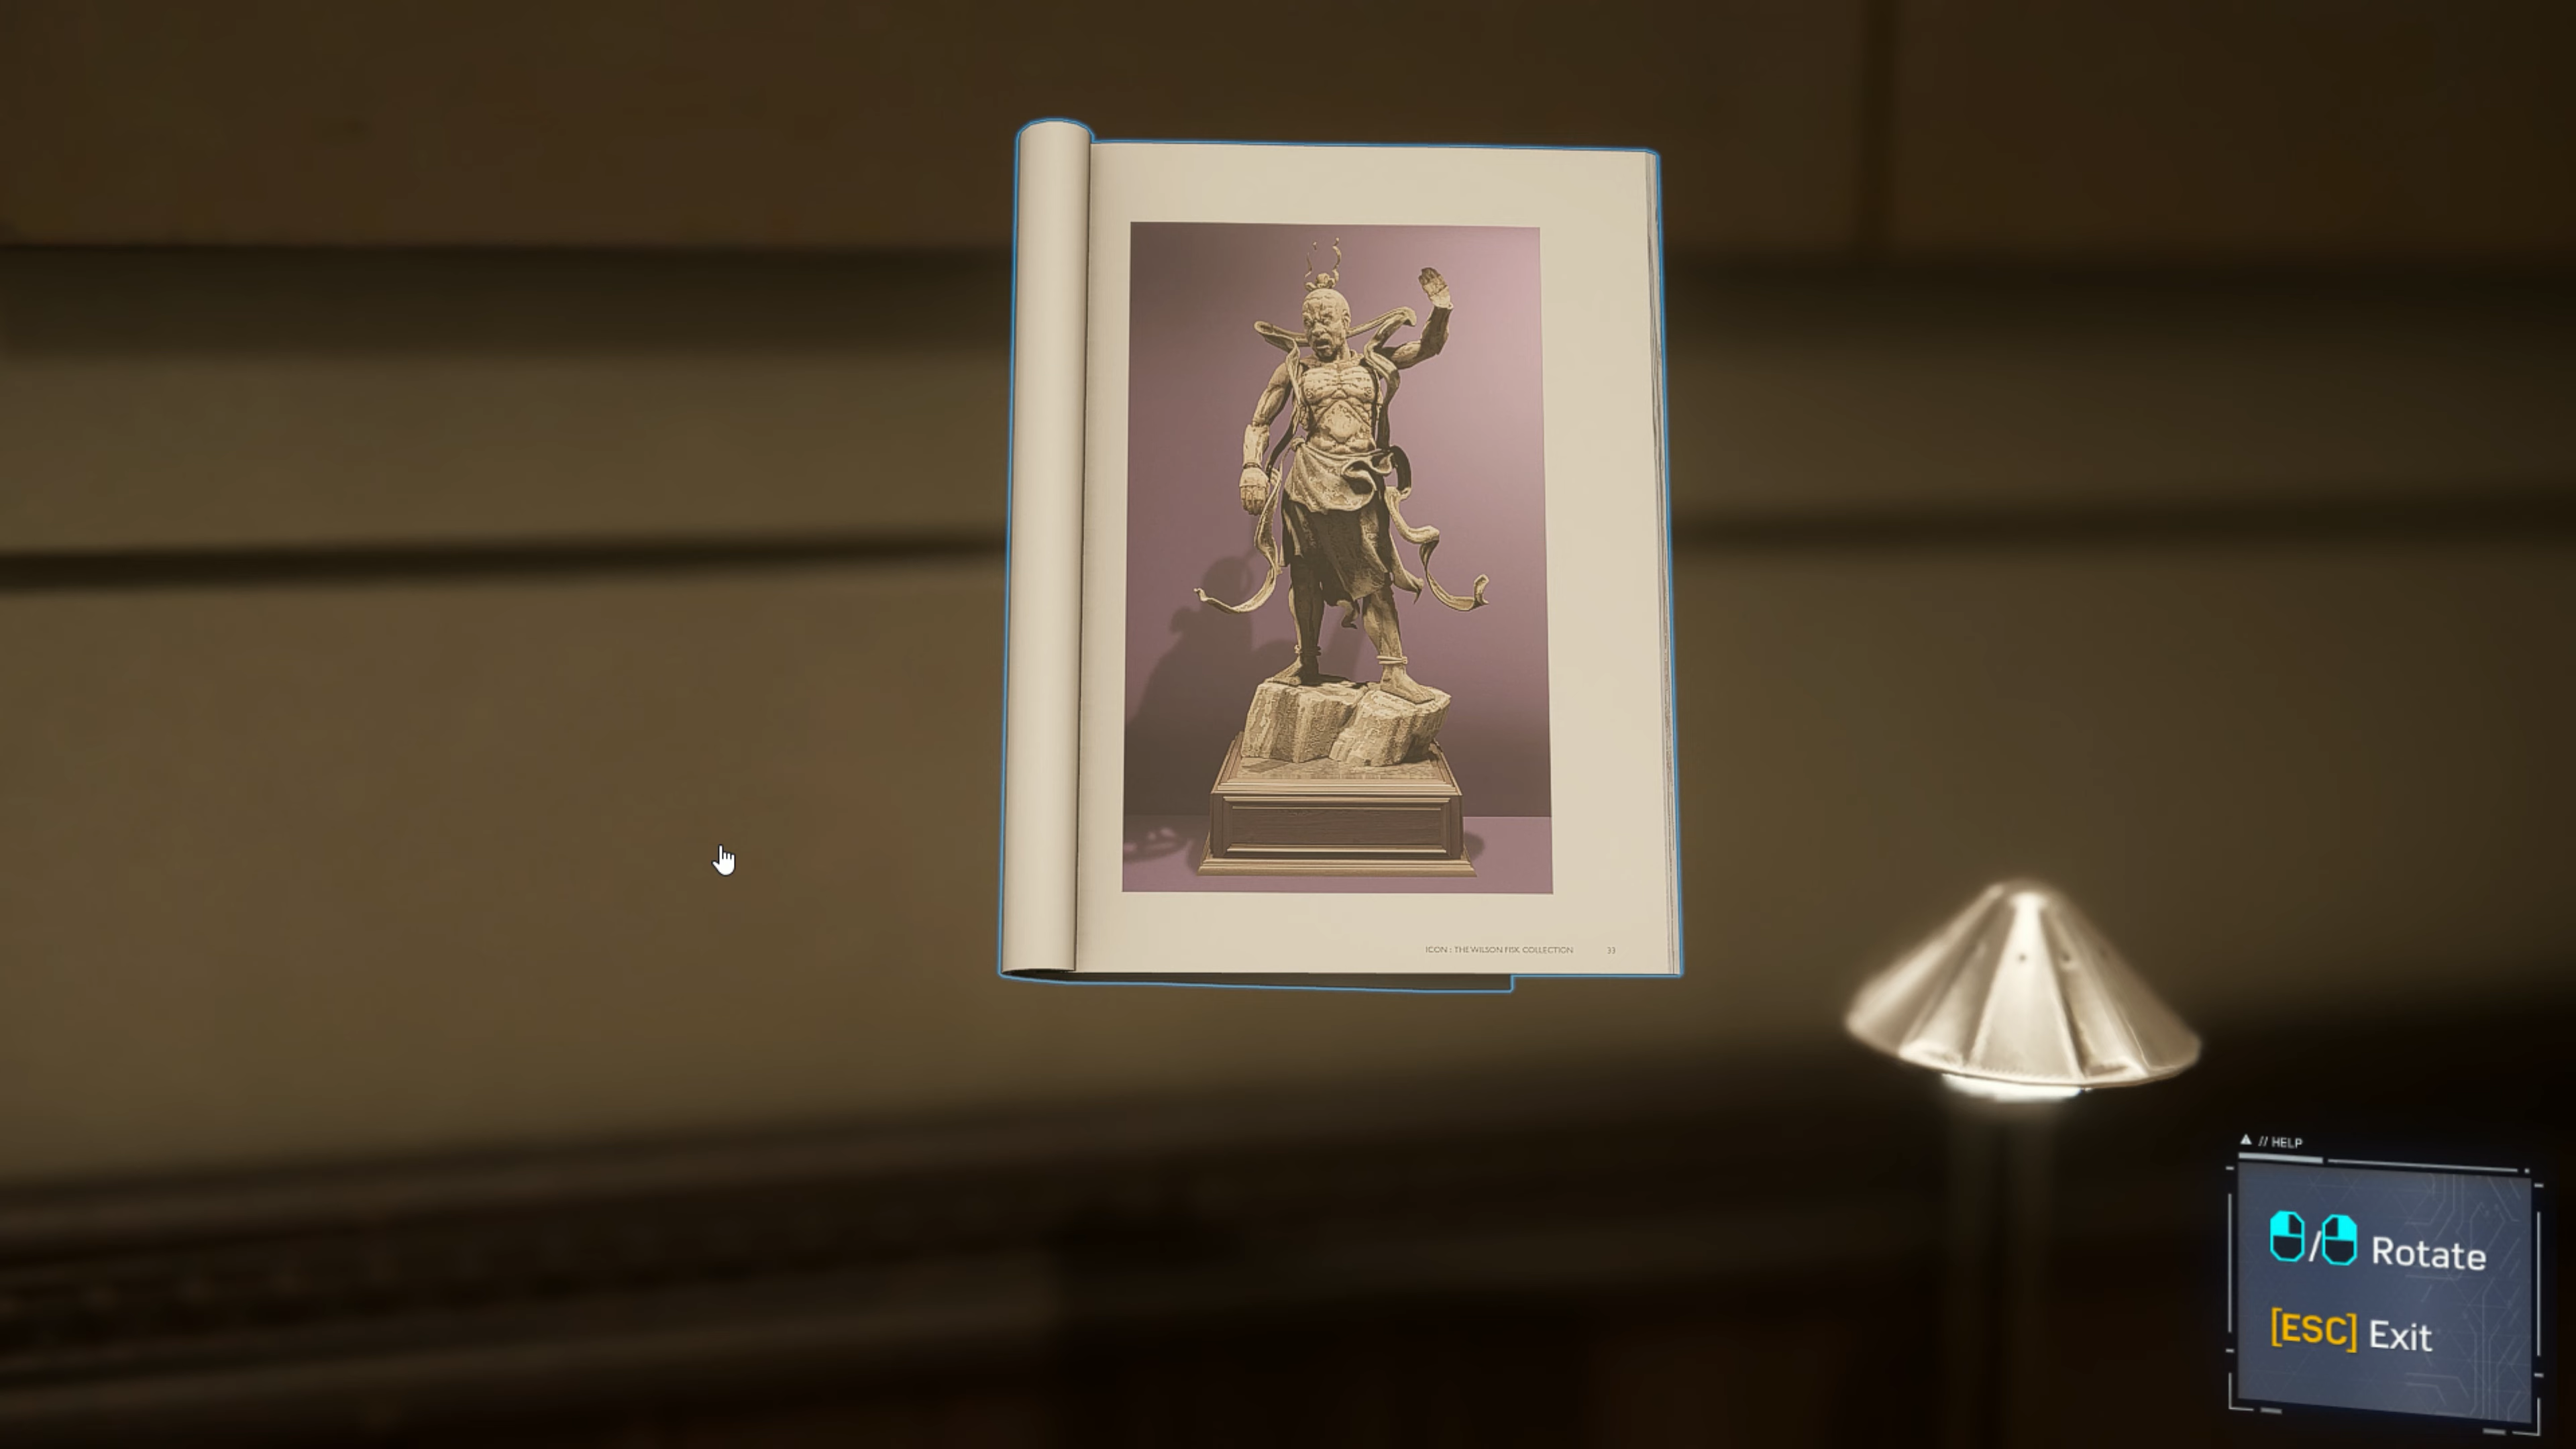 ICON : THE WILSON FISK COLLECTION 33
// HELP
/ Rotate
[ESC] Exit